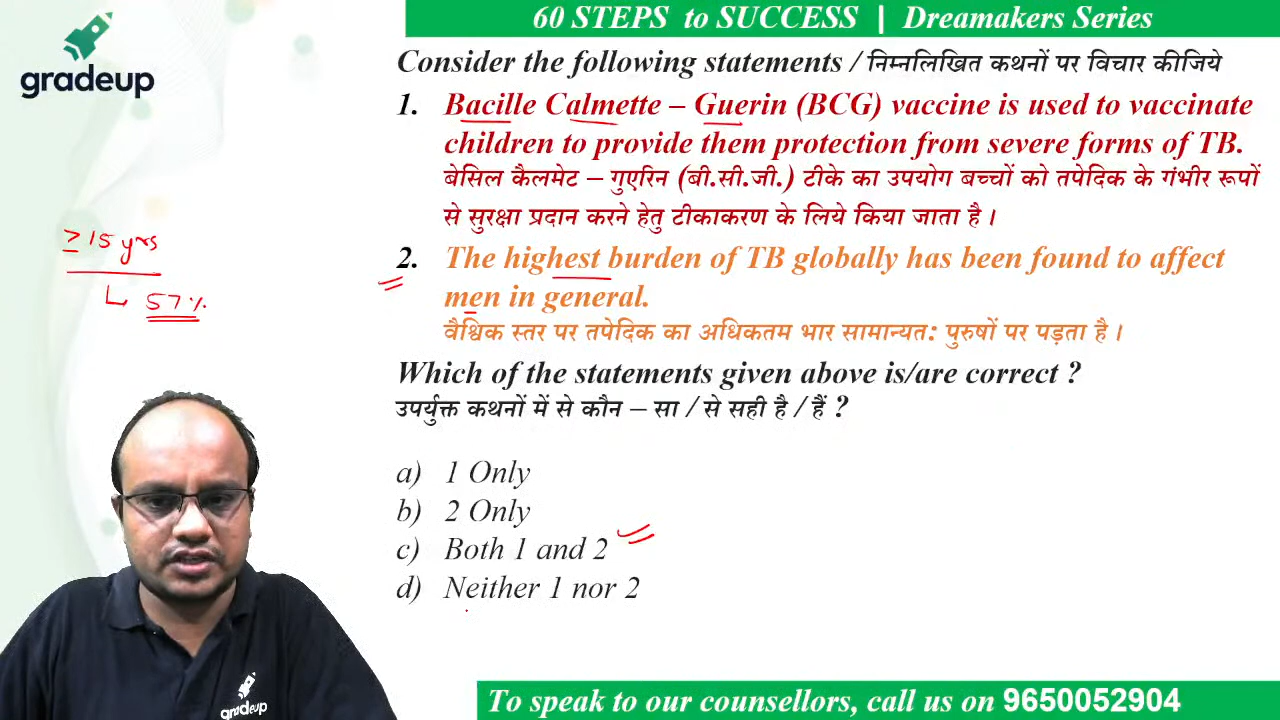 60 STEPS to SUCCESS | Dreamakers Series
gradeup
Consider the following statements / निम्नलिखित कथनों पर विचार कीजिये
1. Bacille Calmette – Guerin (BCG) vaccine is used to vaccinate
children to provide them protection from severe forms of TB.
बेसिल कैलमेट – गुएरिन (बी.सी.जी.) टीके का उपयोग बच्चों को तपेदिक के गंभीर रूपों
से सुरक्षा प्रदान करने हेतु टीकाकरण के लिये किया जाता है ।
≥15 yrs
57%
2. The highest burden of TB globally has been found to affect
men in general.
वैश्विक स्तर पर तपेदिक का अधिकतम भार सामान्यत: पुरुषों पर पड़ता है ।
Which of the statements given above is/are correct ?
उपर्युक्त कथनों में से कौन – सा / से सही है / हैं ?
a) 1 Only
b) 2 Only
c) Both 1 and 2
d) Neither 1 nor 2
gradeup
To speak to our counsellors, call us on 9650052904